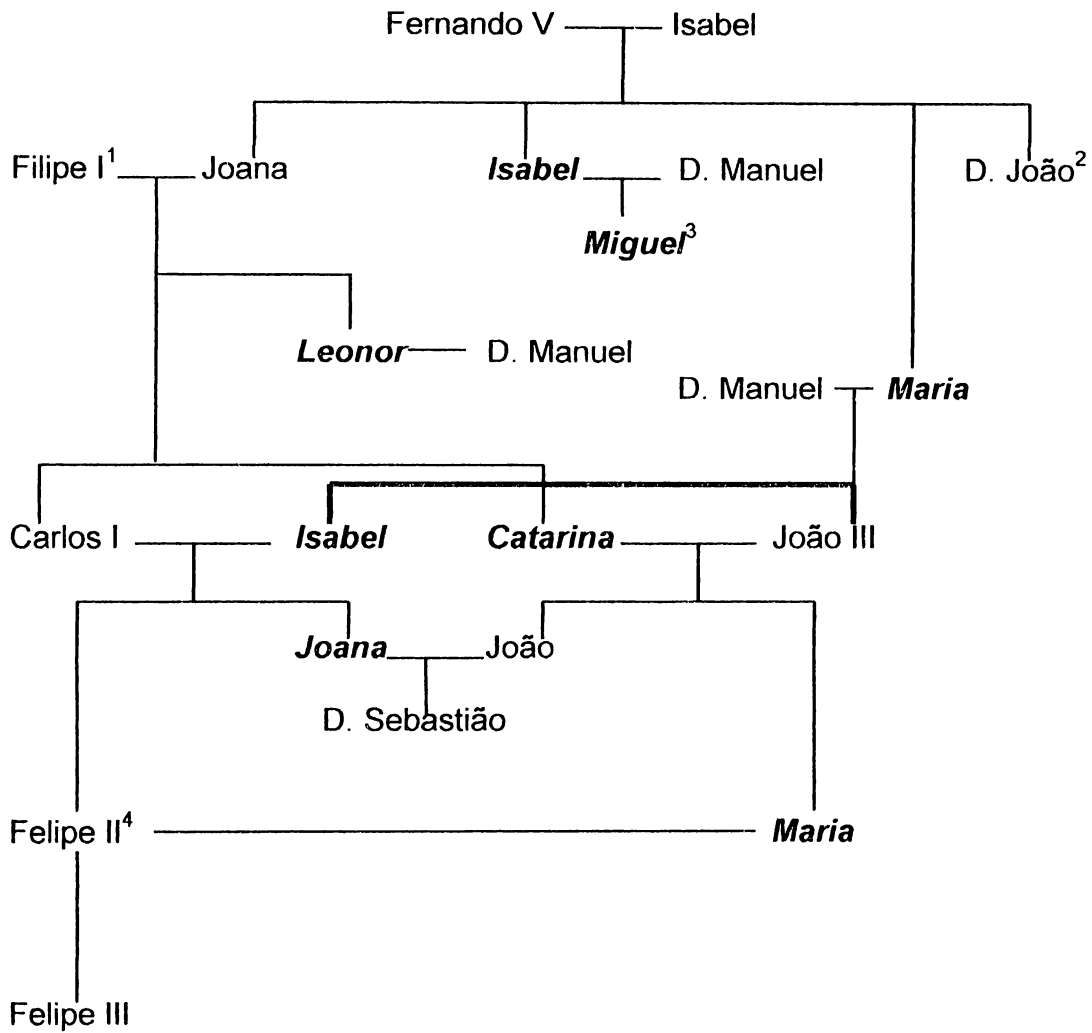 Fernando V Isabel
Filipe I¹ Joana Isabel D. Manuel D. João²
Miguel³
Leonor D. Manuel
D. Manuel Maria
Carlos I Isabel Catarina João III
Joana João
D. Sebastião
Felipe II⁴ Maria
Felipe III